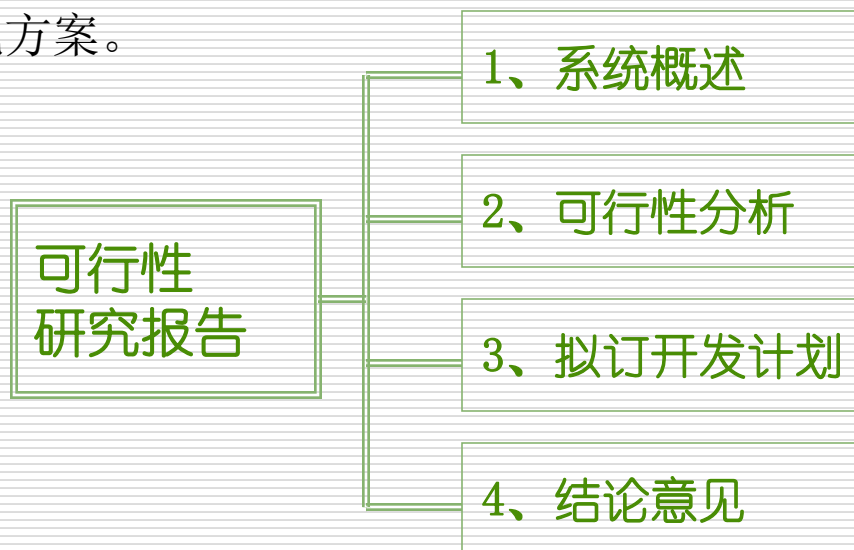 方案。
1、系统概述
2、可行性分析
可行性
研究报告
3、拟订开发计划
4、结论意见